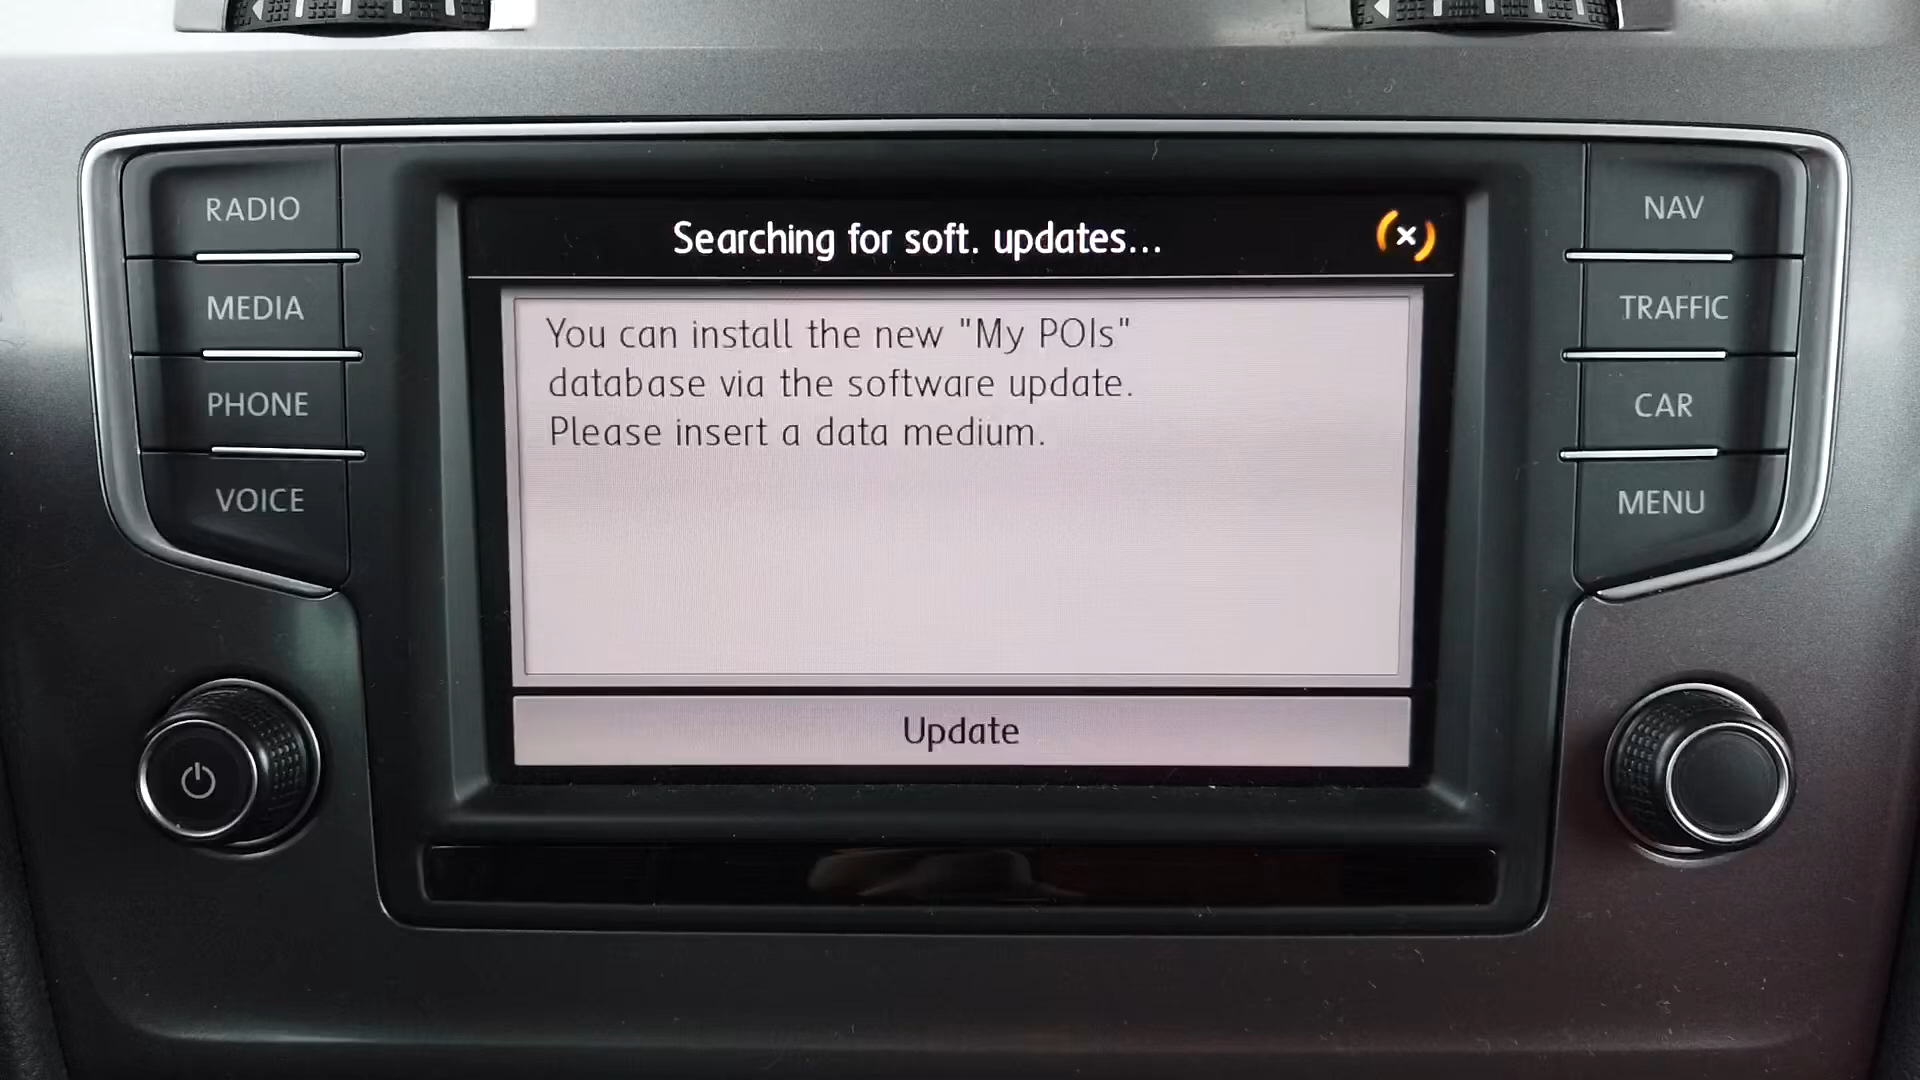 RADIO
MEDIA
PHONE
VOICE
Searching for soft. updates...
You can install the new "My POIs"
database via the software update.
Please insert a data medium.
Update
NAV
TRAFFIC
CAR
MENU